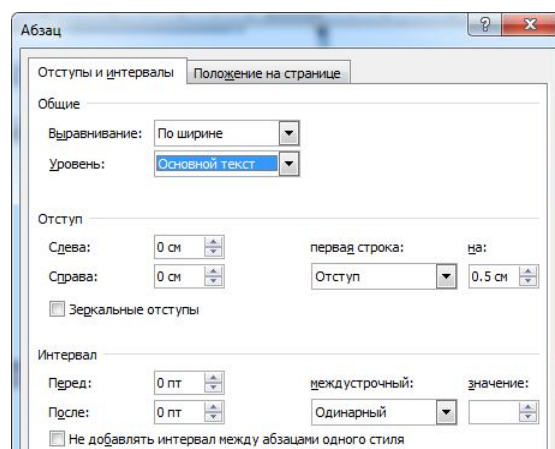 Абзац
Отступы и интервалы Положение на странице
Общие
Выравнивание: По ширине
Уровень: Основной текст
Отступ
Слева: 0 см первая строка: на:
Справа: 0 см Отступ 0.5 см
Зеркальные отступы
Интервал
Перед: 0 пт междустрочный: значение:
После: 0 пт Одинарный
Не добавлять интервал между абзацами одного стиля